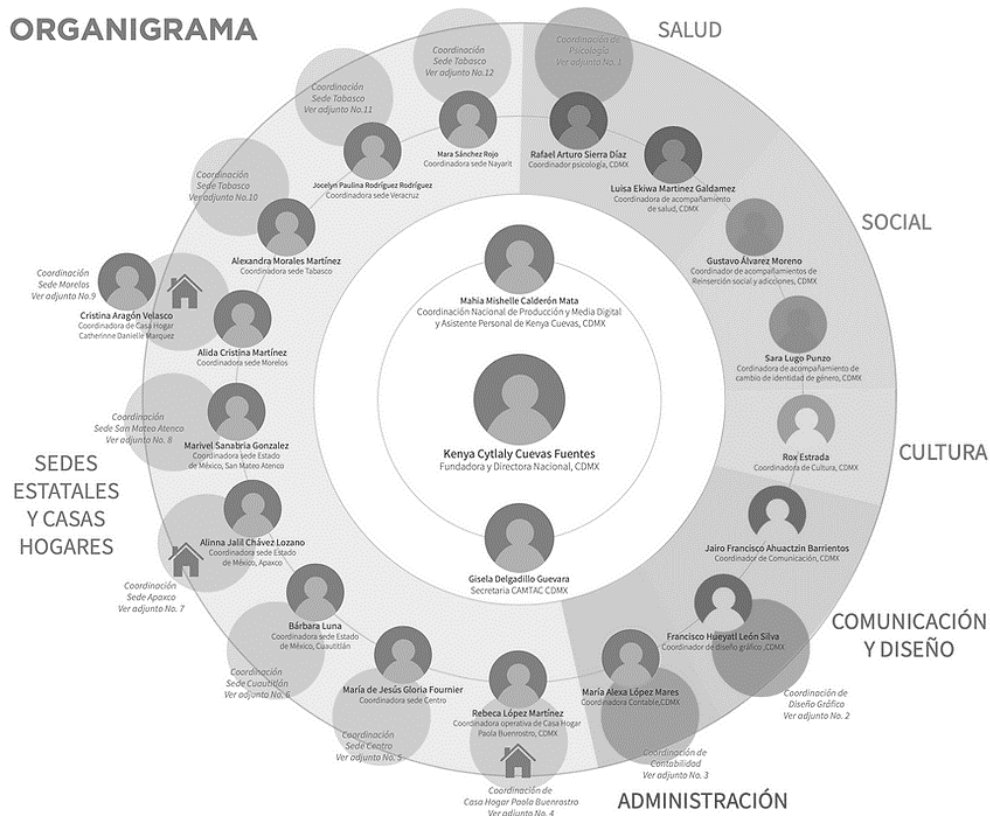 ORGANIGRAMA
SALUD
Coordinación de
Psicología
Ver adjunto No. 1
Coordinación
Sede Tabasco
Ver adjunto No.12
Coordinación
Sede Tabasco
Ver adjunto No.11
Mara Sánchez Rojo
Coordinadora sede Nayarit
Rafael Arturo Sierra Díaz
Coordinador psicología, CDMX
Jocelyn Paulina Rodríguez Rodríguez
Coordinadora sede Veracruz
Luisa Ekiwa Martinez Galdamez
Coordinadora de acompañamiento
de salud, CDMX
Coordinación
Sede Tabasco
Ver adjunto No.10
SOCIAL
Alexandra Morales Martínez
Coordinadora sede Tabasco
Gustavo Álvarez Moreno
Coordinador de acompañamientos de
Reinserción social y adicciones, CDMX
Coordinación
Sede Morelos
Ver adjunto No.9
Cristina Aragón Velasco
Coordinadora de Casa Hogar
Catherinne Danielle Marquez
Mahia Mishelle Calderón Mata
Coordinación Nacional de Producción y Media Digital
y Asistente Personal de Kenya Cuevas, CDMX
Alida Cristina Martínez
Coordinadora sede Morelos
Sara Lugo Punzo
Cordinadora de acompañamiento de
cambio de identidad de género, CDMX
Coordinación
Sede San Mateo Atenco
Ver adjunto No. 8
Marivel Sanabria Gonzalez
Coordinadora sede Estado
de México, San Mateo Atenco
Kenya Cytlaly Cuevas Fuentes
Fundadora y Directora Nacional, CDMX
CULTURA
Rox Estrada
Coordinadora de Cultura, CDMX
SEDES
ESTATALES
Y CASAS
HOGARES
Alinna Jalil Chávez Lozano
Coordinadora sede Estado
de México, Apaxco
Jairo Francisco Ahuactzin Barrientos
Coordinador de Comunicación, CDMX
Coordinación
Sede Apaxco
Ver adjunto No. 7
Gisela Delgadillo Guevara
Secretaria CAMTAC CDMX
COMUNICACIÓN
Y DISEÑO
Bárbara Luna
Coordinadora sede Estado
de México, Cuautitlán
Francisco Hueyatl León Silva
Coordinador de diseño gráfico ,CDMX
Coordinación
Sede Cuautitlán
Ver adjunto No. 6
María de Jesús Gloria Fournier
Coordinadora sede Centro
María Alexa López Mares
Coordinadora Contable,CDMX
Coordinación de
Diseño Gráfico
Ver adjunto No. 2
Rebeca López Martínez
Coordinadora operativa de Casa Hogar
Paola Buenrostro, CDMX
Coordinación
Sede Centro
Ver adjunto No. 5
Coordinación de
Contabilidad
Ver adjunto No. 3
Coordinación de
Casa Hogar Paola Buenrostro
Ver adjunto No. 4
ADMINISTRACIÓN